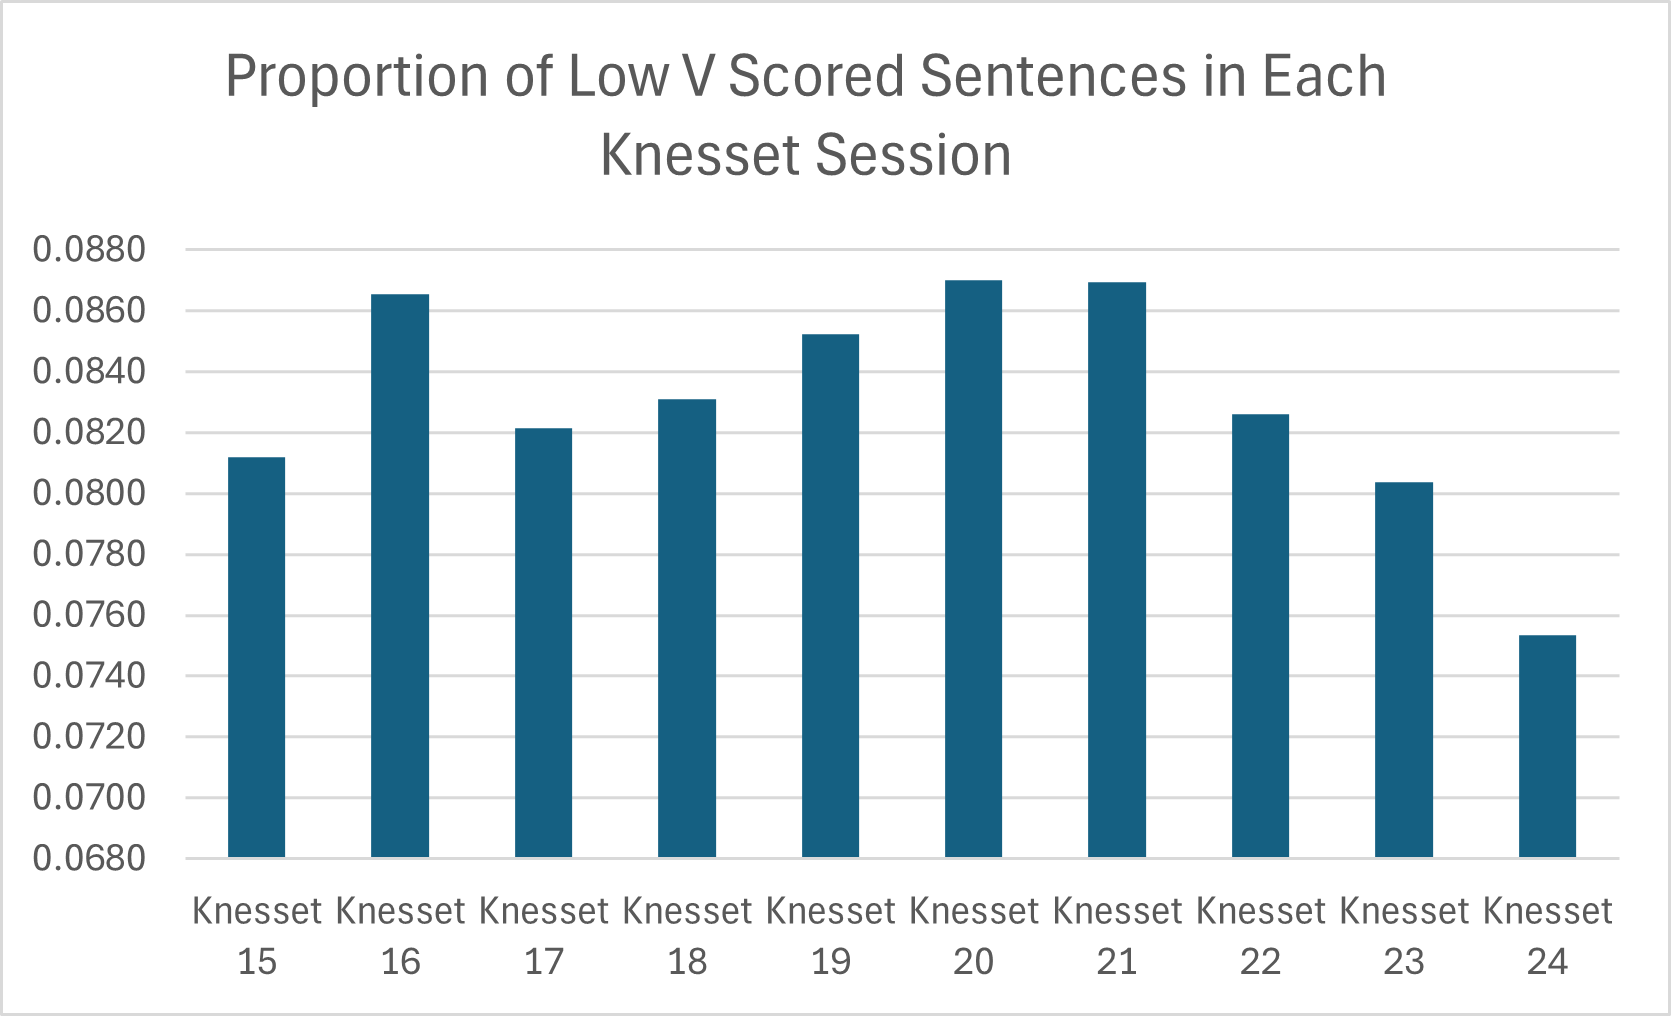 Proportion of Low V Scored Sentences in Each
Knesset Session
0.0880
0.0860
0.0840
0.0820
0.0800
0.0780
0.0760
0.0740
0.0720
0.0700
0.0680
Knesset Knesset Knesset Knesset Knesset Knesset Knesset Knesset Knesset Knesset
15 16 17 18 19 20 21 22 23 24